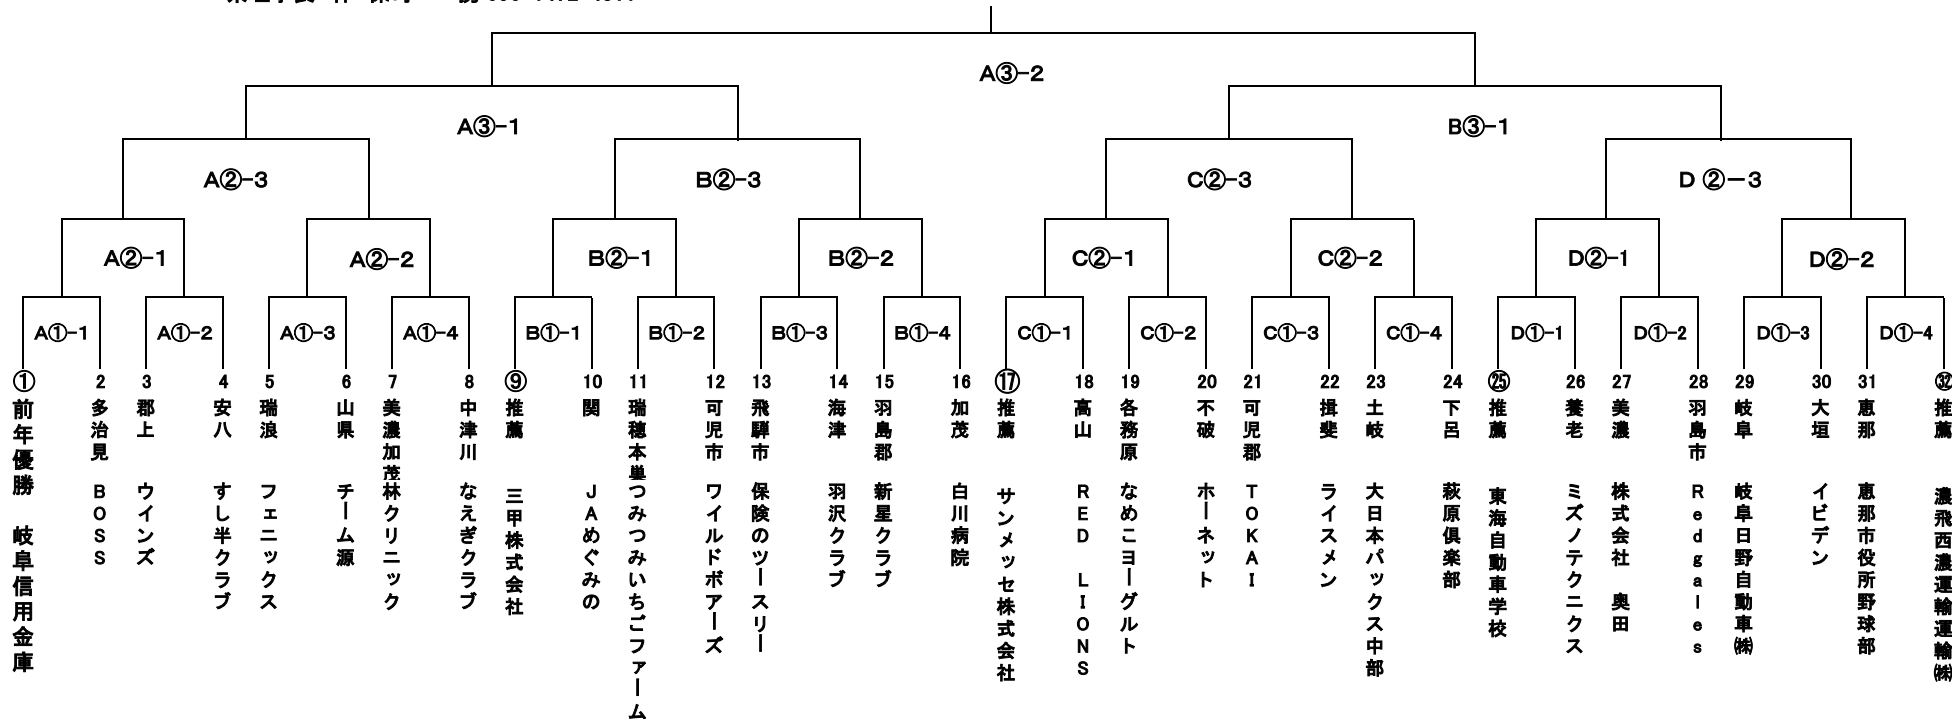 A③-2
A③-1
B③-1
A②-3
B②-3
C②-3
D ②－3
A②-1
A②-2
B②-1
B②-2
C②-1
C②-2
D②-1
D②-2
A①-1
A①-2
A①-3
A①-4
B①-1
B①-2
B①-3
B①-4
C①-1
C①-2
C①-3
C①-4
D①-1
D①-2
D①-3
D①-4
① 前年優勝 岐阜信用金庫
2 多治見 BOSS
3 郡上 ウインズ
4 安八 すし半クラブ
5 瑞浪 フェニックス
6 山県 チーム源
7 美濃加茂 林クリニック
8 中津川 なえぎクラブ
⑨ 推薦 三甲株式会社
10 関 JAめぐみの
11 瑞穂本巣 つみつみいちごファーム
12 可児市 ワイルドボアーズ
13 飛騨市 保険のツースリー
14 海津 羽沢クラブ
15 羽島郡 新星クラブ
16 加茂 白川病院
⑰ 推薦 サンメッセ株式会社
18 高山 RED LIONS
19 各務原 なめこヨーグルト
20 不破 ホーネット
21 可児郡 TOKAI
22 揖斐 ライスメン
23 土岐 大日本パックス中部
24 下呂 萩原倶楽部
㉕ 推薦 東海自動車学校
26 養老 ミズノテクニクス
27 美濃 株式会社 奥田
28 羽島市 Redgales
29 岐阜 岐阜日野自動車㈱
30 大垣 イビデン
31 恵那 恵那市役所野球部
㉜ 推薦 濃飛西濃運輸運輸㈱